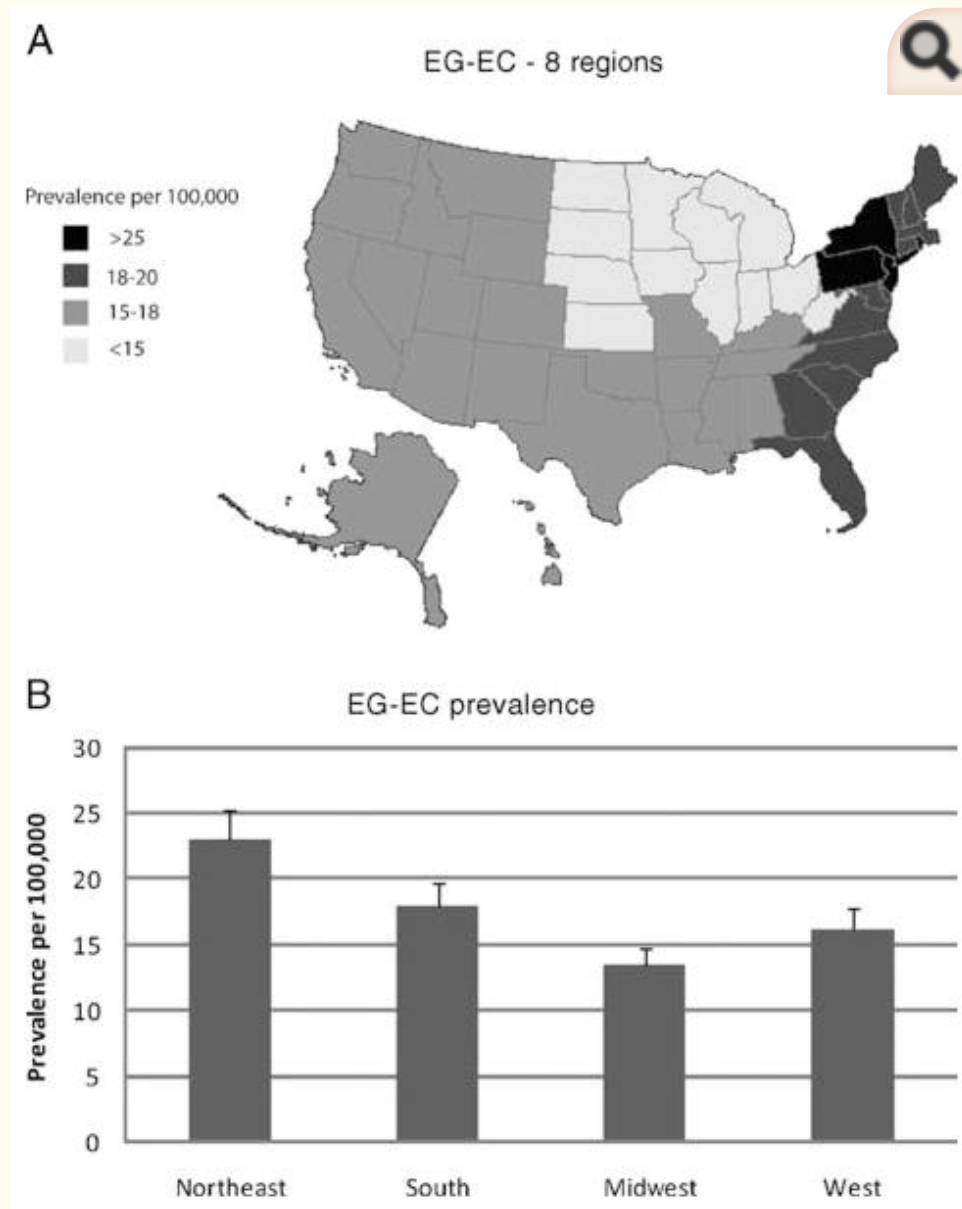 A
EG-EC - 8 regions
Prevalence per 100,000
>25
18-20
15-18
<15
B
EG-EC prevalence
Prevalence per 100,000
30
25
20
15
10
5
0
Northeast South Midwest West